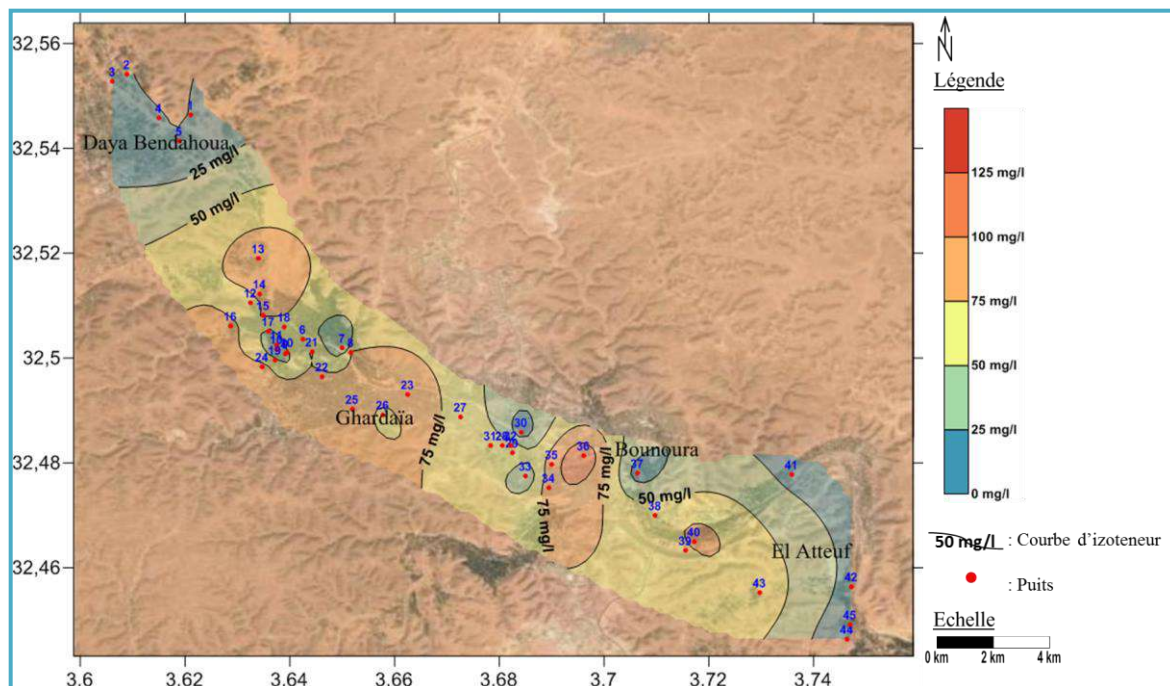 32,56
32,54
32,52
32,5
32,48
32,46
3.6
3.62
3.64
3.66
3.68
3.7
3.72
3.74
2
3
4
1
5
Daya Bendahoua
25 mg/l
50 mg/l
13
14
12
15
16
17
18
6
7
8
19
21
24
22
23
25
26
Ghardaïa
75 mg/l
27
30
31
33
35
36
34
75 mg/l
75 mg/l
Bounoura
37
50 mg/l
38
40
39
41
El Atteuf
43
42
45
44
N
Légende
125 mg/l
100 mg/l
75 mg/l
50 mg/l
25 mg/l
0 mg/l
50 mg/l : Courbe d'izoteneur
: Puits
Echelle
0 km 2 km 4 km